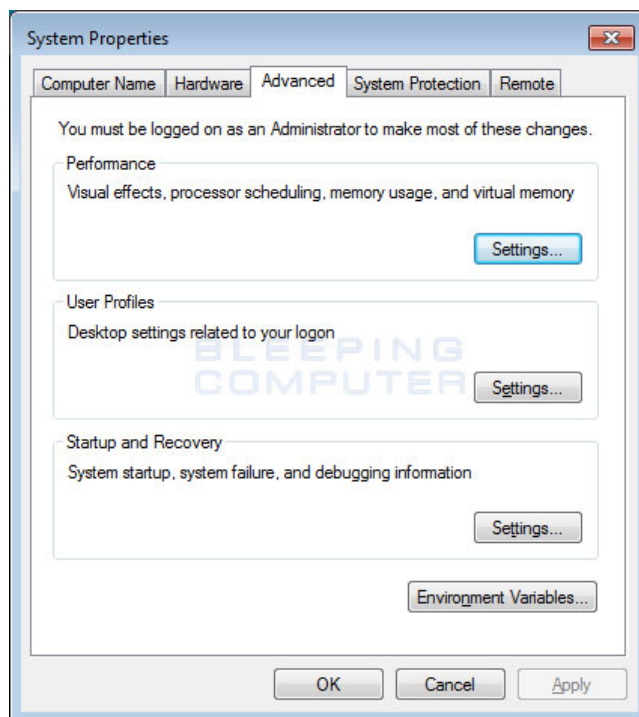 System Properties
Computer Name Hardware Advanced System Protection Remote
You must be logged on as an Administrator to make most of these changes.
Performance
Visual effects, processor scheduling, memory usage, and virtual memory
Settings...
User Profiles
Desktop settings related to your logon
BLEEPING
COMPUTER
Settings...
Startup and Recovery
System startup, system failure, and debugging information
Settings...
Environment Variables...
OK Cancel Apply